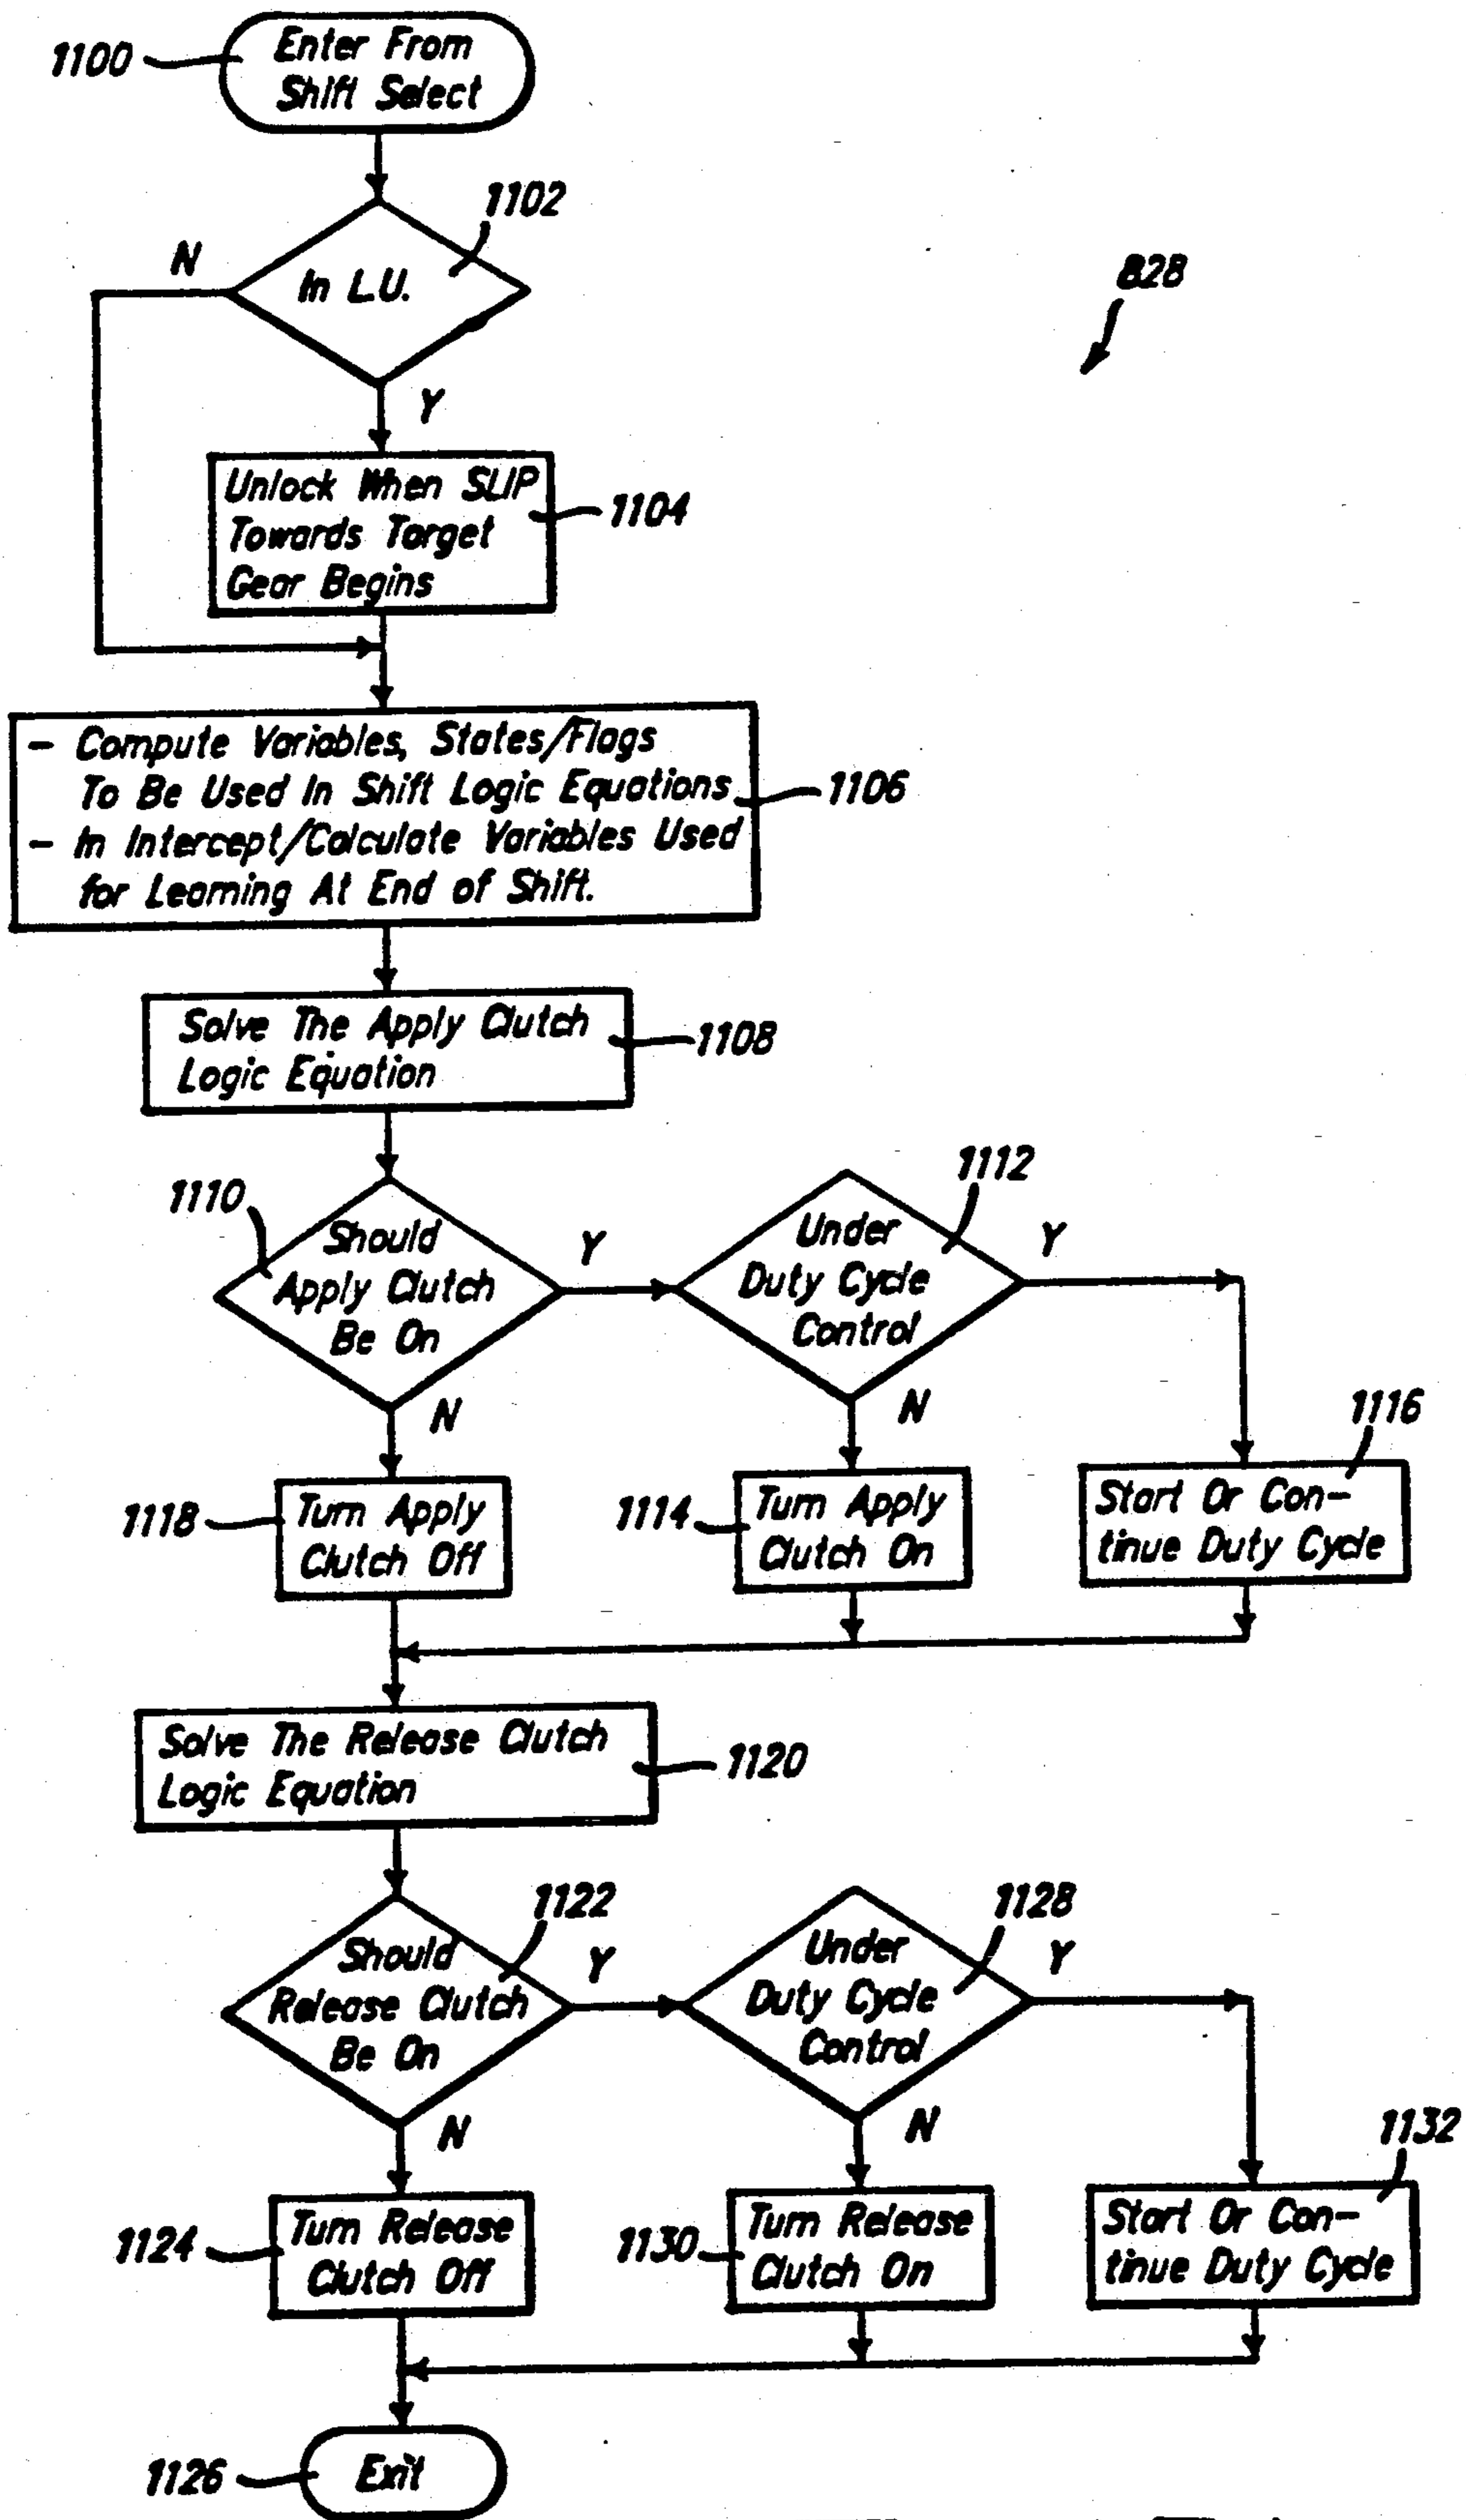 1100
Enter From
Shift Select
1102
N
In L.U.
828
Y
Unlock When SLIP
Towards Target
Gear Begins
1104
- Compute Variables, States/Flags
To Be Used In Shift Logic Equations
- In Intercept/Calculate Variables Used
for Learning At End of Shift.
1106
Solve The Apply Clutch
Logic Equation
1108
1110
Should
Apply Clutch
Be On
Y
1112
Under
Duty Cycle
Control
Y
N
N
1116
1118
Turn Apply
Clutch Off
1114
Turn Apply
Clutch On
Start Or Con-
tinue Duty Cycle
Solve The Release Clutch
Logic Equation
1120
1122
Should
Release Clutch
Be On
Y
1128
Under
Duty Cycle
Control
Y
N
N
1132
1124
Turn Release
Clutch Off
1130
Turn Release
Clutch On
Start Or Con-
tinue Duty Cycle
1126
Exit